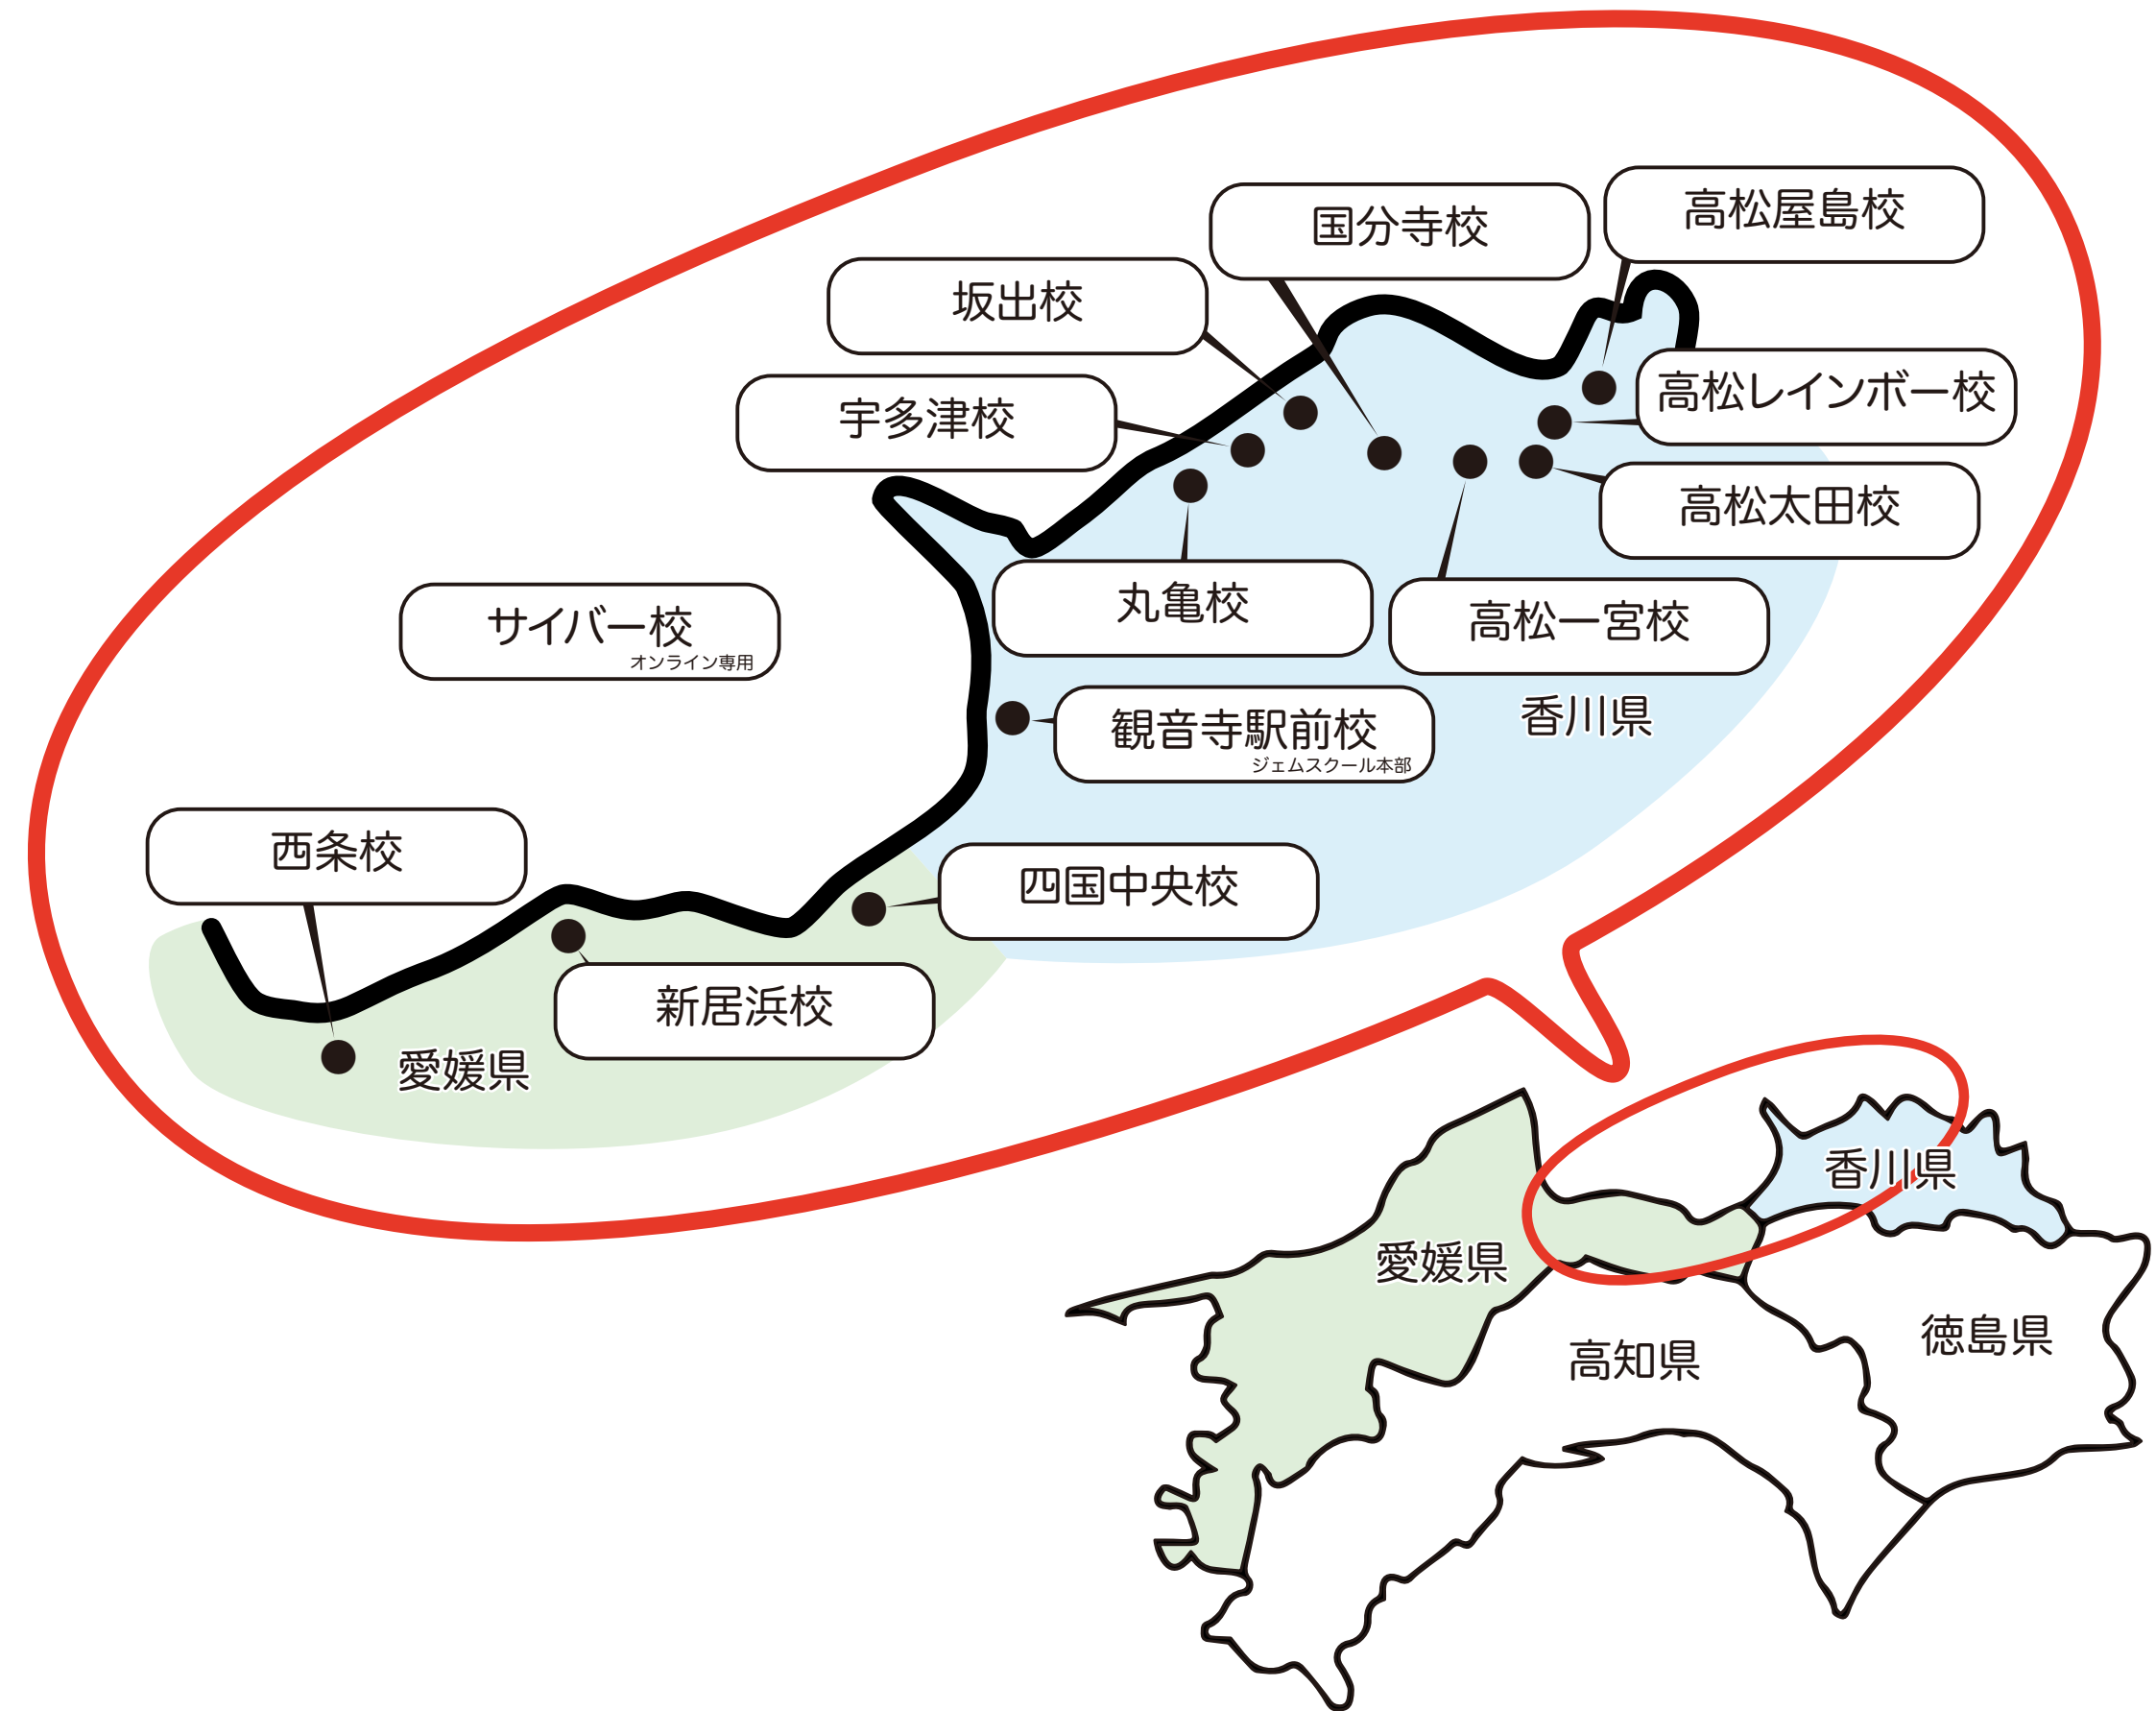 高松屋島校
国分寺校
坂出校
高松レインボー校
宇多津校
高松太田校
丸亀校
高松一宮校
サイバー校
オンライン専用
香川県
観音寺駅前校
ジェムスクール本部
西条校
四国中央校
新居浜校
愛媛県
香川県
愛媛県
徳島県
高知県